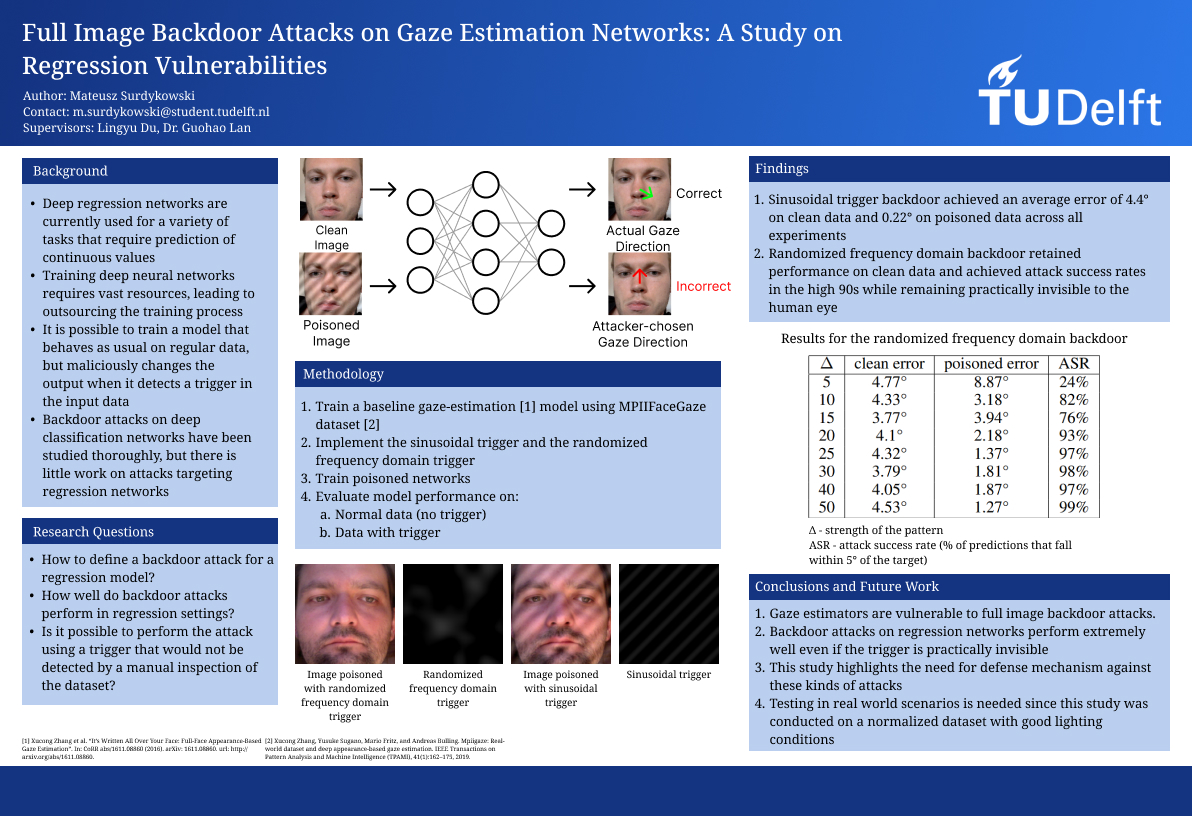 Full Image Backdoor Attacks on Gaze Estimation Networks: A Study on
Regression Vulnerabilities
Author: Mateusz Surdykowski
Contact: m.surdykowski@student.tudelft.nl
Supervisors: Lingyu Du, Dr. Guohao Lan
TUDelft
Background
• Deep regression networks are
currently used for a variety of
tasks that require prediction of
continuous values
• Training deep neural networks
requires vast resources, leading to
outsourcing the training process
• It is possible to train a model that
behaves as usual on regular data,
but maliciously changes the
output when it detects a trigger in
the input data
• Backdoor attacks on deep
classification networks have been
studied thoroughly, but there is
little work on attacks targeting
regression networks
Research Questions
• How to define a backdoor attack for a
regression model?
• How well do backdoor attacks
perform in regression settings?
• Is it possible to perform the attack
using a trigger that would not be
detected by a manual inspection of
the dataset?
Clean
Image
Poisoned
Image
Correct
Actual Gaze
Direction
Incorrect
Attacker-chosen
Gaze Direction
Methodology
1. Train a baseline gaze-estimation [1] model using MPIIFaceGaze
dataset [2]
2. Implement the sinusoidal trigger and the randomized
frequency domain trigger
3. Train poisoned networks
4. Evaluate model performance on:
a. Normal data (no trigger)
b. Data with trigger
Image poisoned
with randomized
frequency domain
trigger
Randomized
frequency domain
trigger
Image poisoned
with sinusoidal
trigger
Sinusoidal trigger
Findings
1. Sinusoidal trigger backdoor achieved an average error of 4.4°
on clean data and 0.22° on poisoned data across all
experiments
2. Randomized frequency domain backdoor retained
performance on clean data and achieved attack success rates
in the high 90s while remaining practically invisible to the
human eye
Results for the randomized frequency domain backdoor
Δ clean error poisoned error ASR
5 4.77° 8.87° 24%
10 4.33° 3.18° 82%
15 3.77° 3.94° 76%
20 4.1° 2.18° 93%
25 4.32° 1.37° 97%
30 3.79° 1.81° 98%
40 4.05° 1.87° 97%
50 4.53° 1.27° 99%
Δ - strength of the pattern
ASR - attack success rate (% of predictions that fall
within 5° of the target)
Conclusions and Future Work
1. Gaze estimators are vulnerable to full image backdoor attacks.
2. Backdoor attacks on regression networks perform extremely
well even if the trigger is practically invisible
3. This study highlights the need for defense mechanism against
these kinds of attacks
4. Testing in real world scenarios is needed since this study was
conducted on a normalized dataset with good lighting
conditions
[1] Xucong Zhang et al. "It's Written All Over Your Face: Full-Face Appearance-Based
Gaze Estimation". In: CoRR abs/1611.08860 (2016). arXiv: 1611.08860. url: http://
arxiv.org/abs/1611.08860.
[2] Xucong Zhang, Yusuke Sugano, Mario Fritz, and Andreas Bulling. Mpiigaze: Real-
world dataset and deep appearance-based gaze estimation. IEEE Transactions on
Pattern Analysis and Machine Intelligence (TPAMI), 41(1):162–175, 2019.